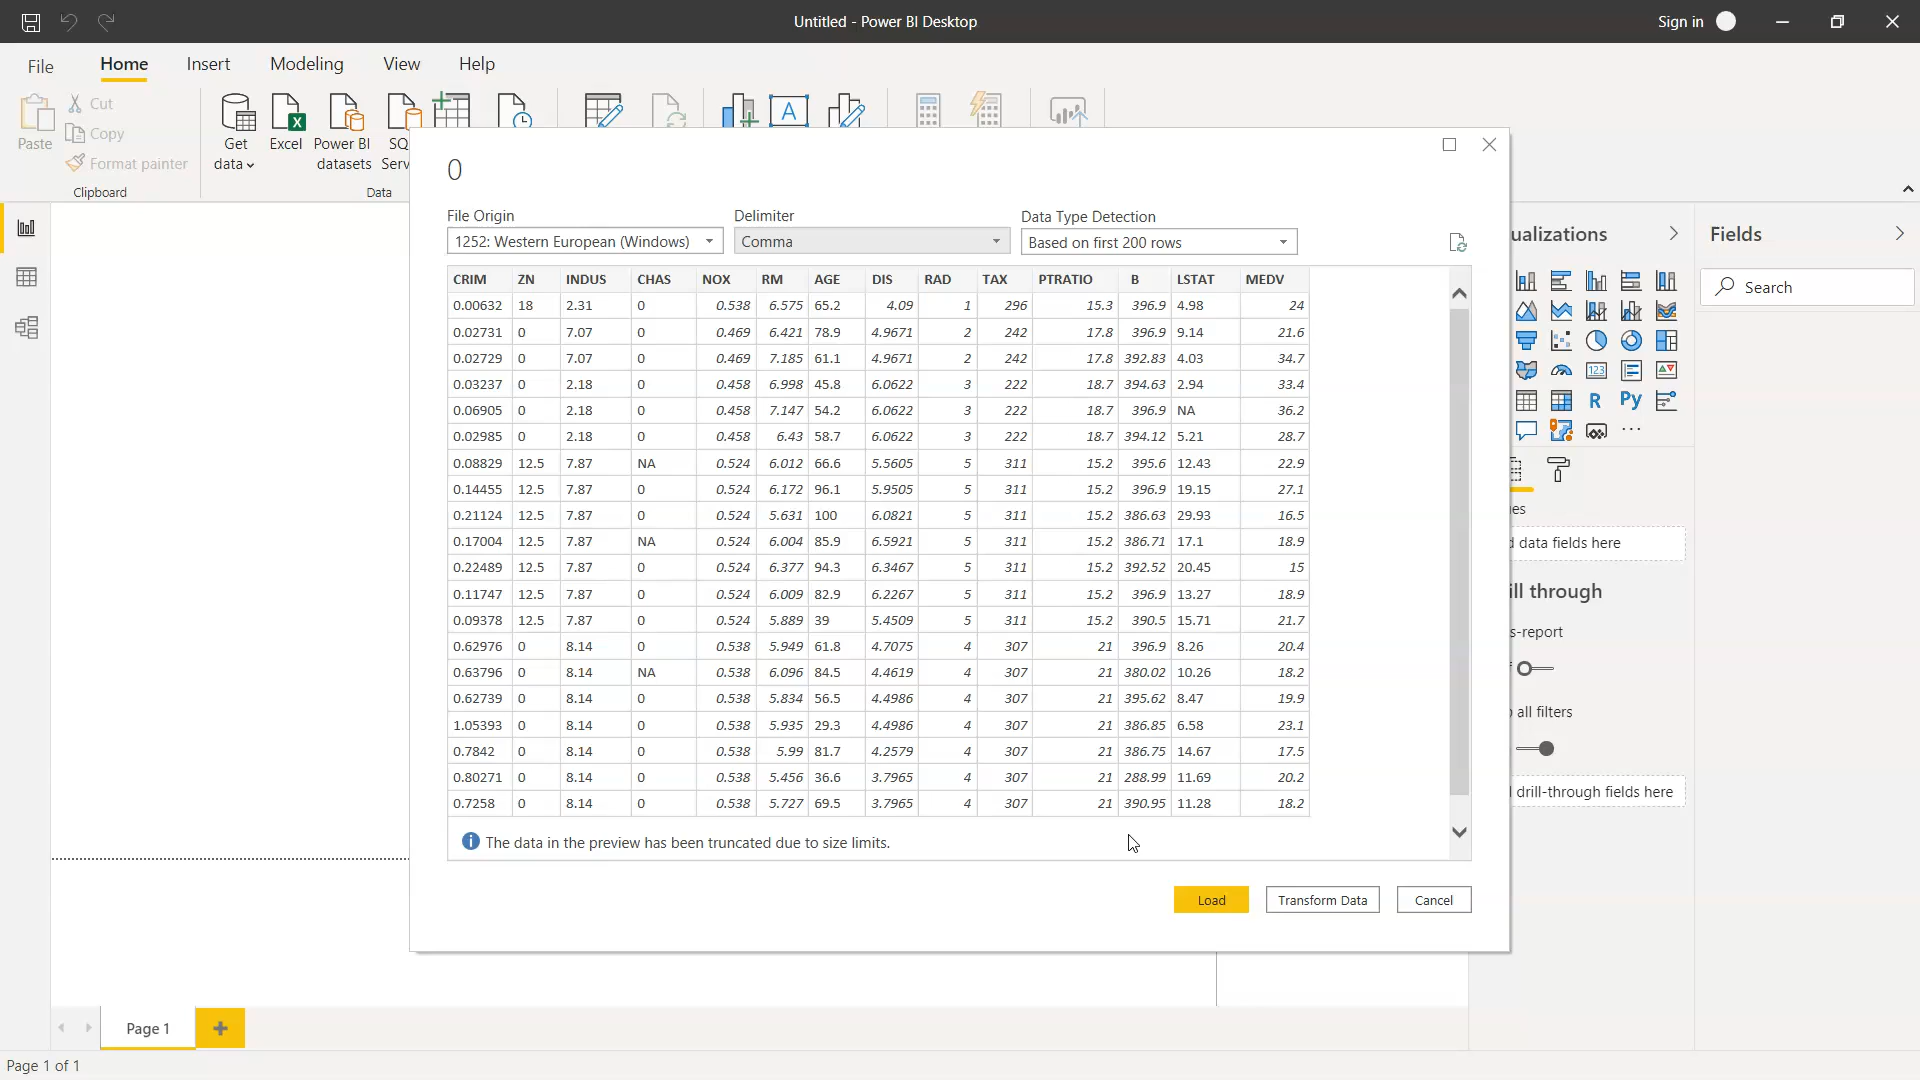 Untitled - Power BI Desktop
Sign in
File
Home
Insert
Modeling
View
Help
Paste
Cut
Copy
Format painter
Clipboard
Get data
Excel
Power BI datasets
SQ
Serv
Data
0
File Origin
1252: Western European (Windows)
Delimiter
Comma
Data Type Detection
Based on first 200 rows
CRIM ZN INDUS CHAS NOX RM AGE DIS RAD TAX PTRATIO B LSTAT MEDV
0.00632 18 2.31 0 0.538 6.575 65.2 4.09 1 296 15.3 396.9 4.98 24
0.02731 0 7.07 0 0.469 6.421 78.9 4.9671 2 242 17.8 396.9 9.14 21.6
0.02729 0 7.07 0 0.469 7.185 61.1 4.9671 2 242 17.8 392.83 4.03 34.7
0.03237 0 2.18 0 0.458 6.998 45.8 6.0622 3 222 18.7 394.63 2.94 33.4
0.06905 0 2.18 0 0.458 7.147 54.2 6.0622 3 222 18.7 396.9 NA 36.2
0.02985 0 2.18 0 0.458 6.43 58.7 6.0622 3 222 18.7 394.12 5.21 28.7
0.08829 12.5 7.87 NA 0.524 6.012 66.6 5.5605 5 311 15.2 395.6 12.43 22.9
0.14455 12.5 7.87 0 0.524 6.172 96.1 5.9505 5 311 15.2 396.9 19.15 27.1
0.21124 12.5 7.87 0 0.524 5.631 100 6.0821 5 311 15.2 386.63 29.93 16.5
0.17004 12.5 7.87 NA 0.524 6.004 85.9 6.5921 5 311 15.2 386.71 17.1 18.9
0.22489 12.5 7.87 0 0.524 6.377 94.3 6.3467 5 311 15.2 392.52 20.45 15
0.11747 12.5 7.87 0 0.524 6.009 82.9 6.2267 5 311 15.2 396.9 13.27 18.9
0.09378 12.5 7.87 0 0.524 5.889 39 5.4509 5 311 15.2 390.5 15.71 21.7
0.62976 0 8.14 0 0.538 5.949 61.8 4.7075 4 307 21 396.9 8.26 20.4
0.63796 0 8.14 NA 0.538 6.096 84.5 4.4619 4 307 21 380.02 10.26 18.2
0.62739 0 8.14 0 0.538 5.834 56.5 4.4986 4 307 21 395.62 8.47 19.9
1.05393 0 8.14 0 0.538 5.935 29.3 4.4986 4 307 21 386.85 6.58 23.1
0.7842 0 8.14 0 0.538 5.99 81.7 4.2579 4 307 21 386.75 14.67 17.5
0.80271 0 8.14 0 0.538 5.456 36.6 3.7965 4 307 21 288.99 11.69 20.2
0.7258 0 8.14 0 0.538 5.727 69.5 3.7965 4 307 21 390.95 11.28 18.2
The data in the preview has been truncated due to size limits.
Load
Transform Data
Cancel
ualizations
R
Py
123
es
d data fields here
ill through
s-report
all filters
drill-through fields here
Fields
Search
Page 1
Page 1 of 1